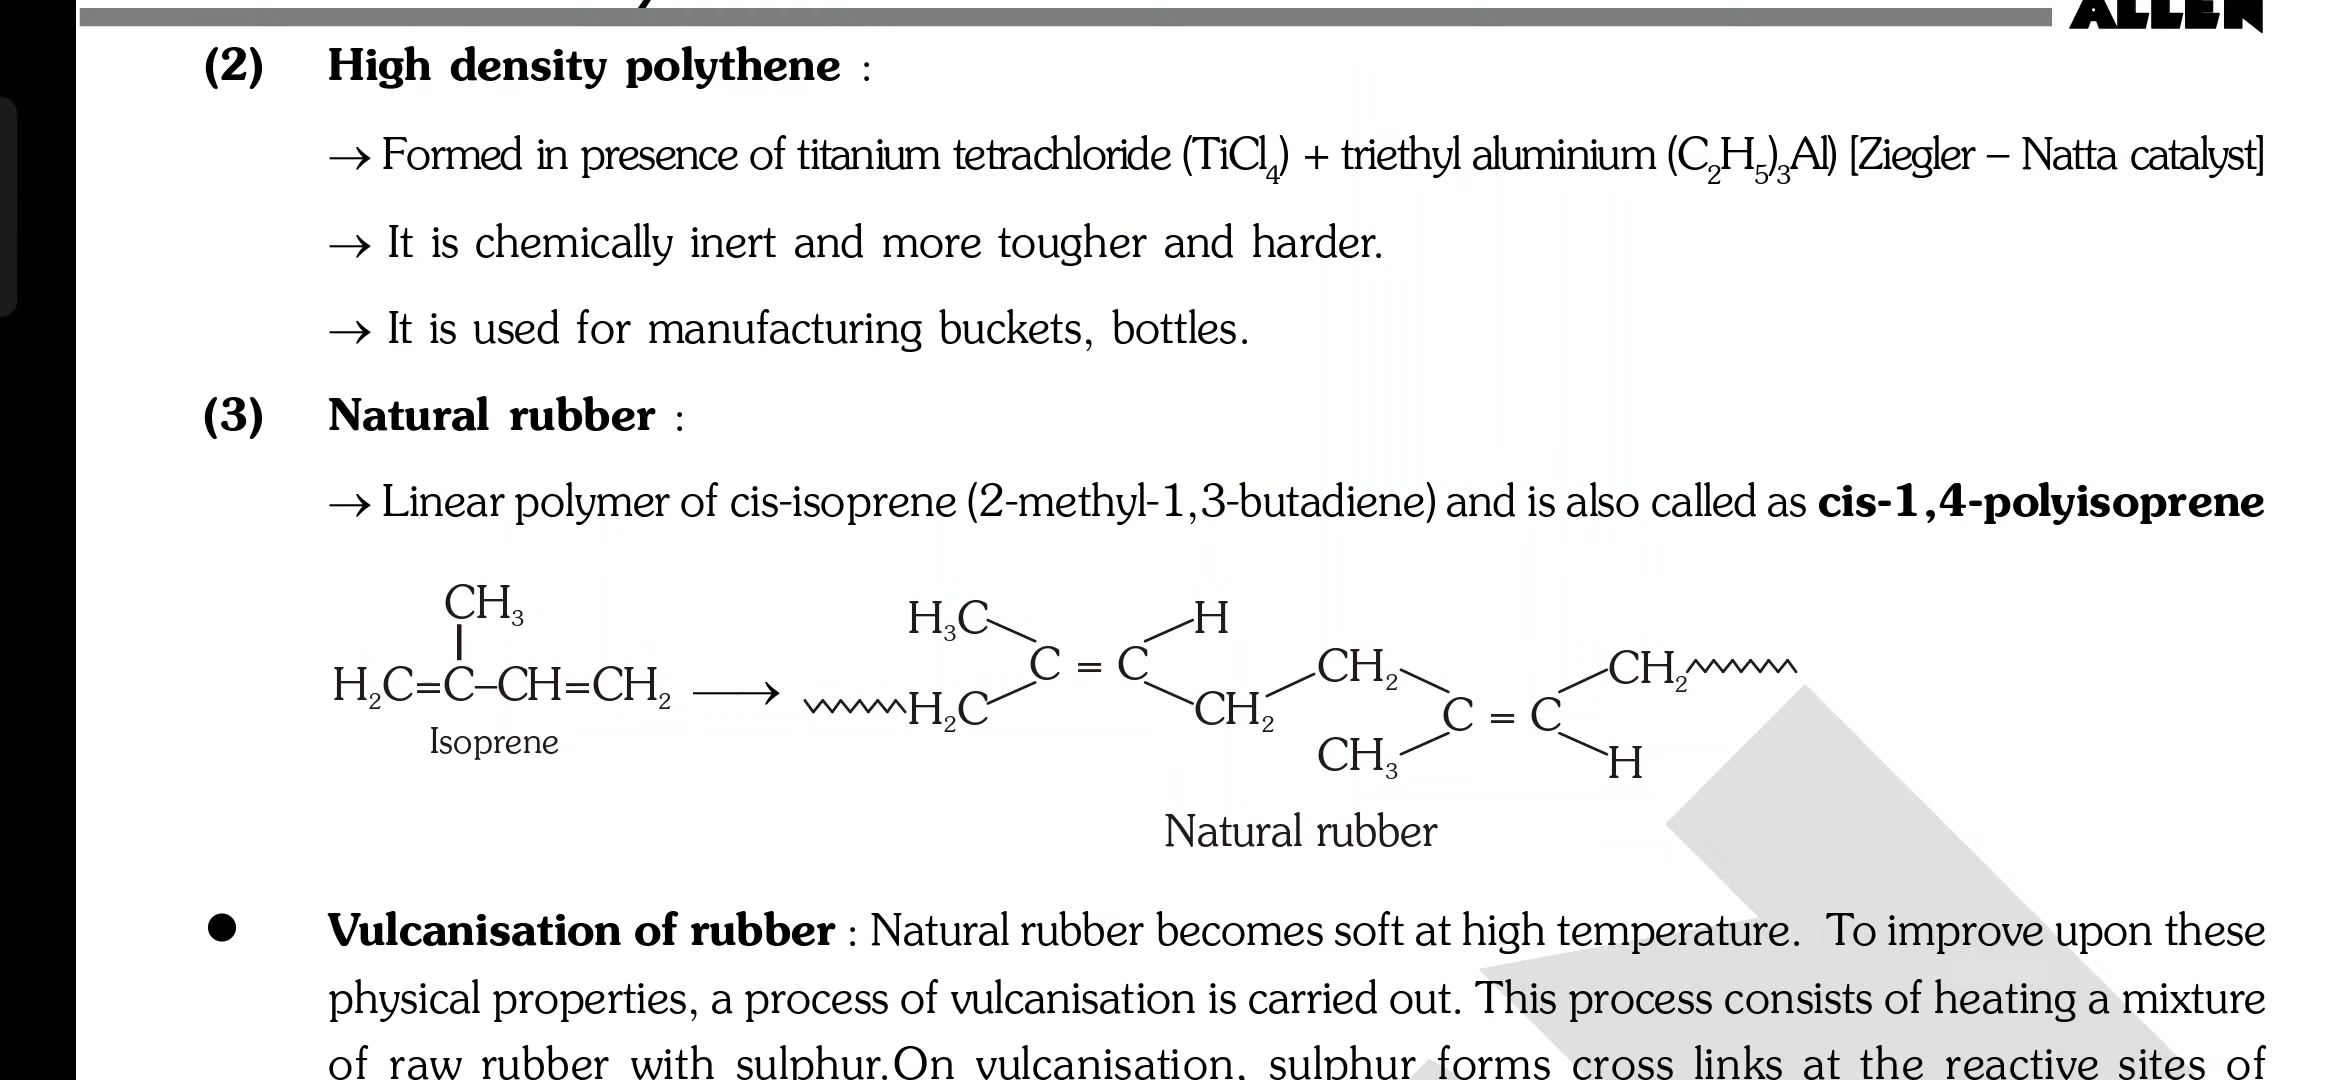 ALLEN
(2) High density polythene :
→ Formed in presence of titanium tetrachloride (TiCl₄) + triethyl aluminium (C₂H₅)₃Al) [Ziegler – Natta catalyst]
→ It is chemically inert and more tougher and harder.
→ It is used for manufacturing buckets, bottles.
(3) Natural rubber :
→ Linear polymer of cis-isoprene (2-methyl-1,3-butadiene) and is also called as cis-1,4-polyisoprene
CH₃
H₂C=C–CH=CH₂ ⟶
Isoprene
H₃C H
C = C
H₂C CH₂
CH₂ CH₂
C = C
CH₃ H
Natural rubber
● Vulcanisation of rubber : Natural rubber becomes soft at high temperature. To improve upon these
physical properties, a process of vulcanisation is carried out. This process consists of heating a mixture
of raw rubber with sulphur.On vulcanisation, sulphur forms cross links at the reactive sites of